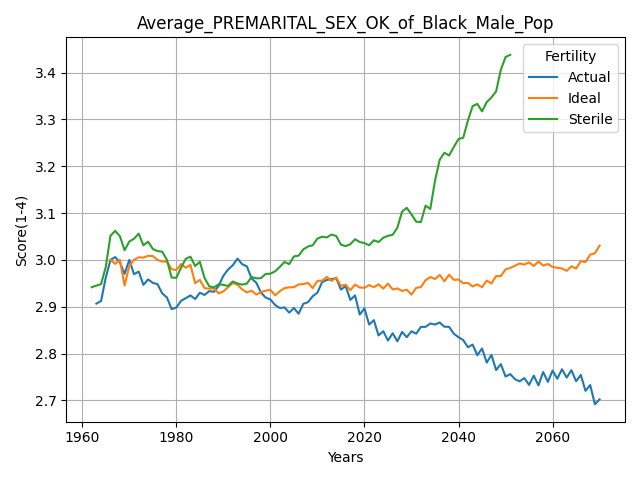 Average_PREMARITAL_SEX_OK_of_Black_Male_Pop
Fertility
Actual
Ideal
Sterile
Score(1-4)
3.4
3.3
3.2
3.1
3.0
2.9
2.8
2.7
1960 1980 2000 2020 2040 2060
Years